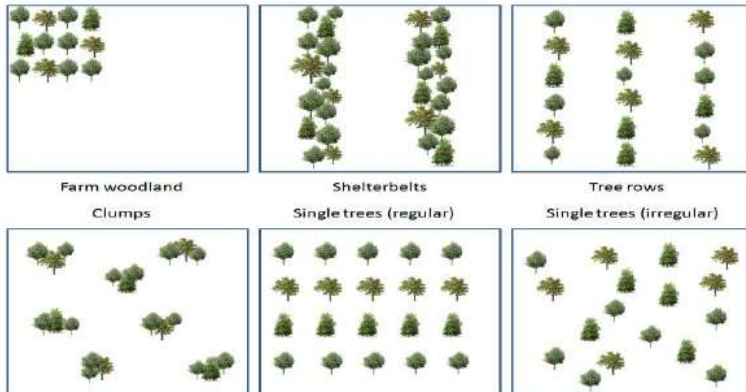 Farm woodland
Shelterbelts
Tree rows
Clumps
Single trees (regular)
Single trees (irregular)